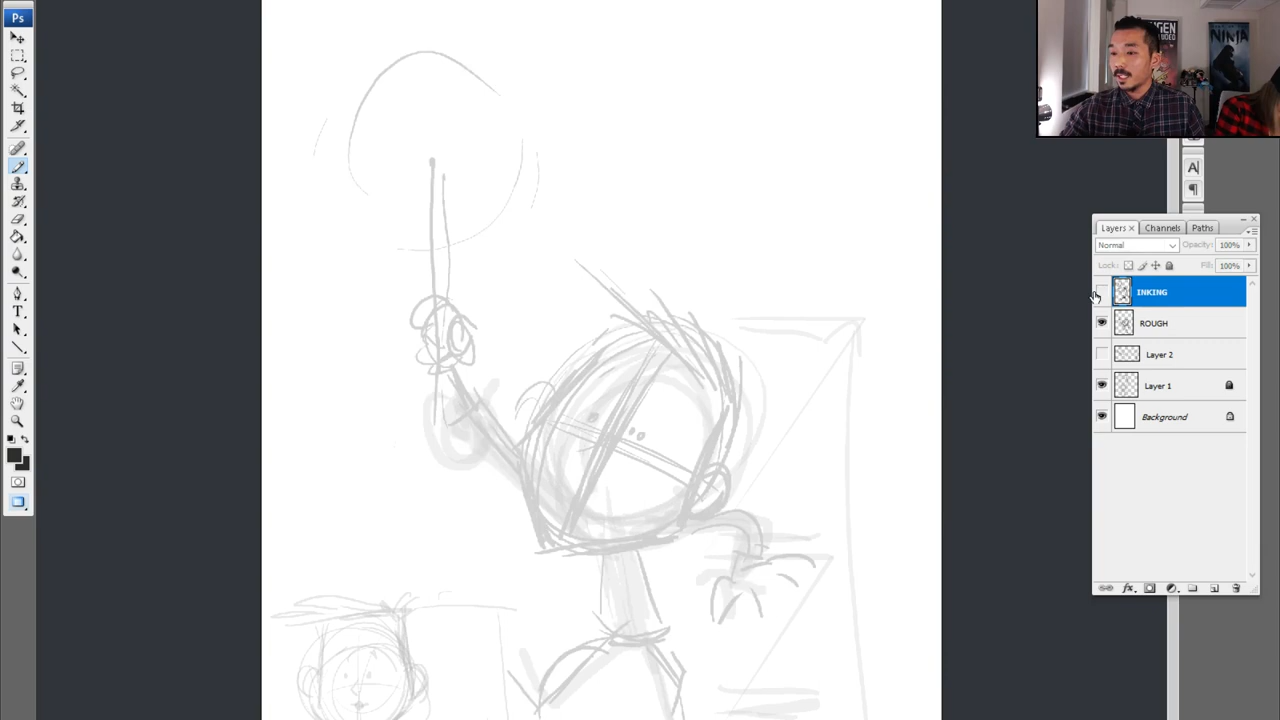 Ps
GEN
NINJA
A
¶
Layers
Channels
Paths
Normal
Opacity: 100%
Lock:
Fill: 100%
INKING
ROUGH
Layer 2
Layer 1
Background
fx
T